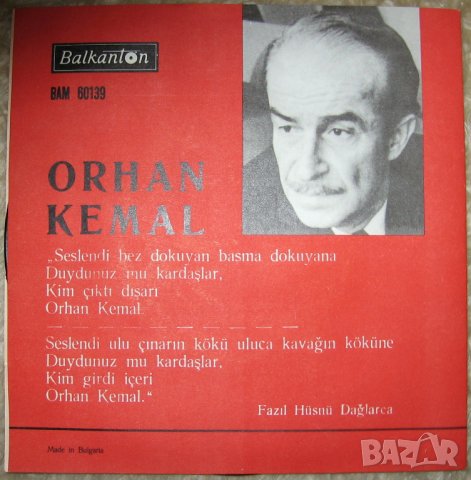 Balkanton
BAM 60139
ORHAN
KEMAL
„Seslendi bez dokuyan basma dokuyana
Duydunuz mu kardaşlar,
Kim çıktı dışarı
Orhan Kemal.
Seslendi ulu çınarın kökü uluca kavağın köküne
Duydunuz mu kardaşlar,
Kim girdi içeri
Orhan Kemal.“
Fazıl Hüsnü Dağlarca
Made in Bulgaria
BAZAR
bg